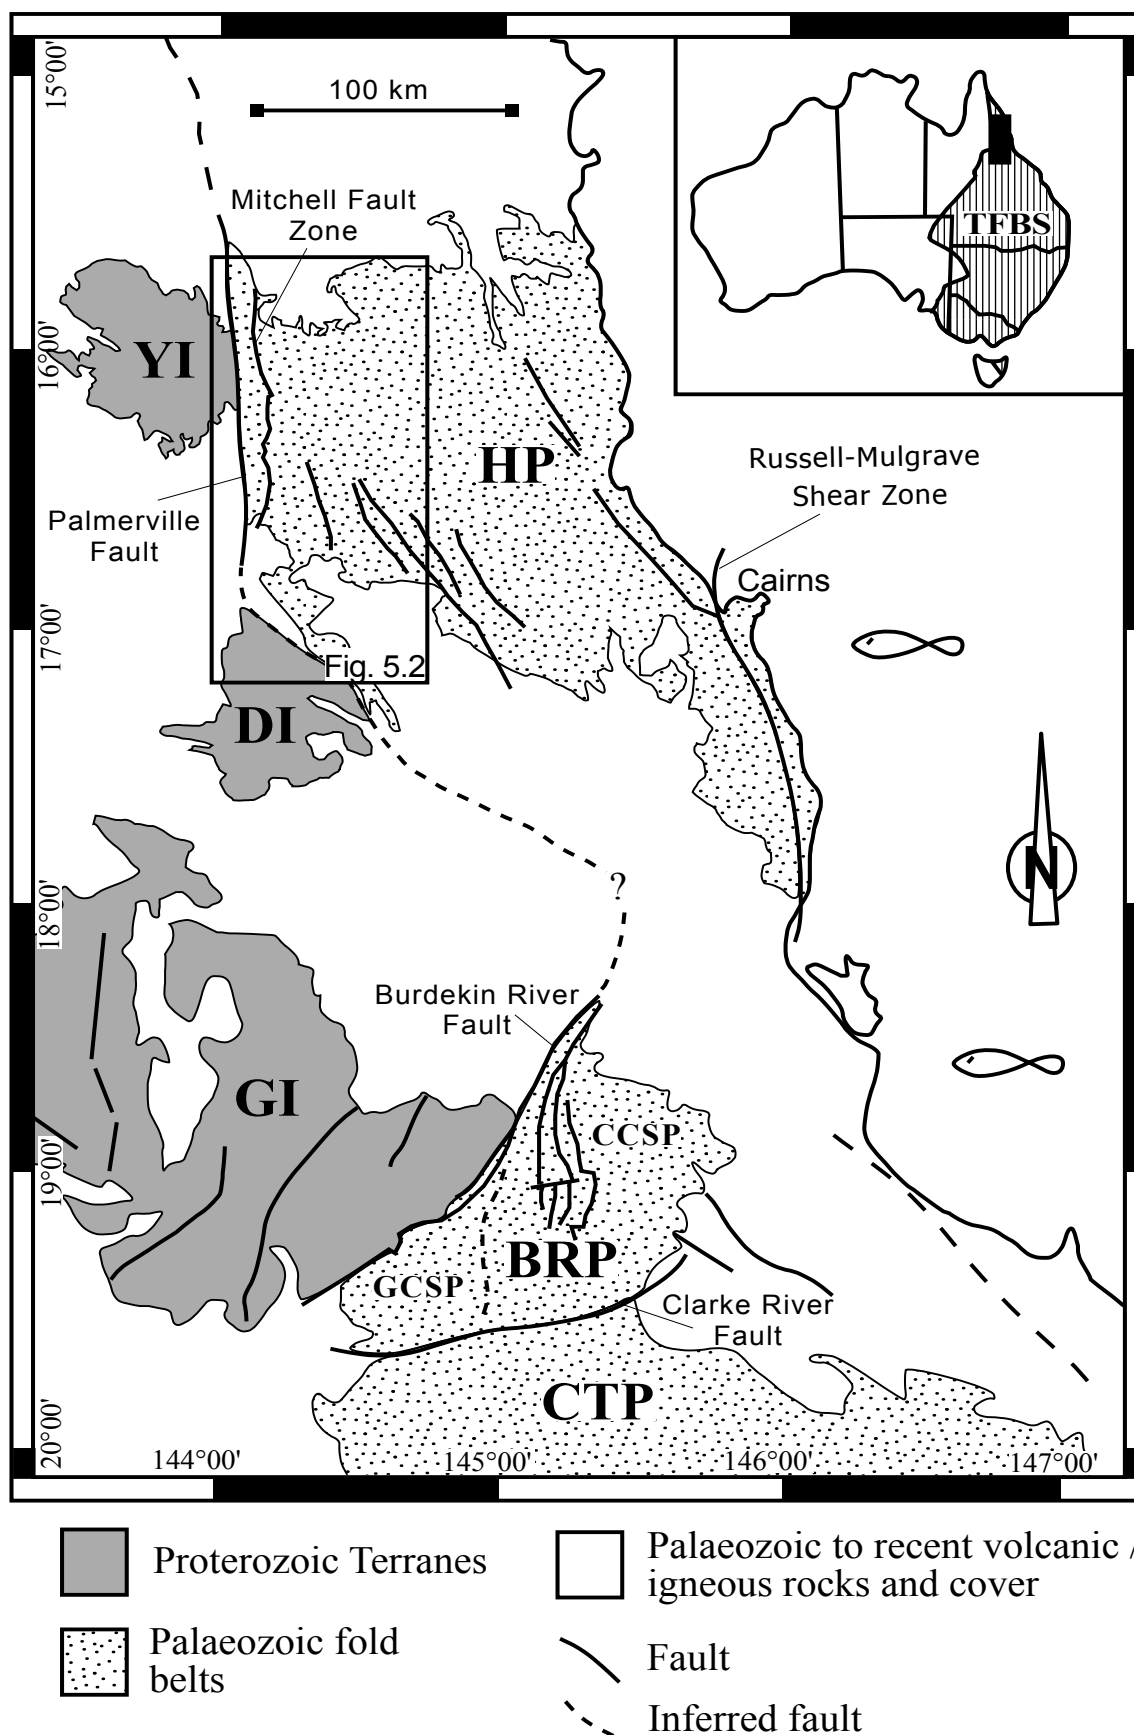 15°00'
100 km
Mitchell Fault
Zone
TFBS
16°00'
YI
HP
Russell-Mulgrave
Shear Zone
Palmerville
Fault
Cairns
17°00'
Fig. 5.2
DI
N
?
18°00'
Burdekin River
Fault
GI
CCSP
19°00'
BRP
GCSP
Clarke River
Fault
CTP
20°00'
144°00'
145°00'
146°00'
147°00'
Proterozoic Terranes
Palaeozoic to recent volcanic /
igneous rocks and cover
Palaeozoic fold
belts
Fault
Inferred fault